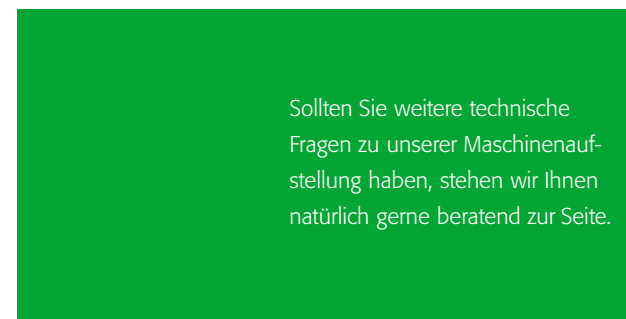 Sollten Sie weitere technische
Fragen zu unserer Maschinenauf-
stellung haben, stehen wir Ihnen
natürlich gerne beratend zur Seite.